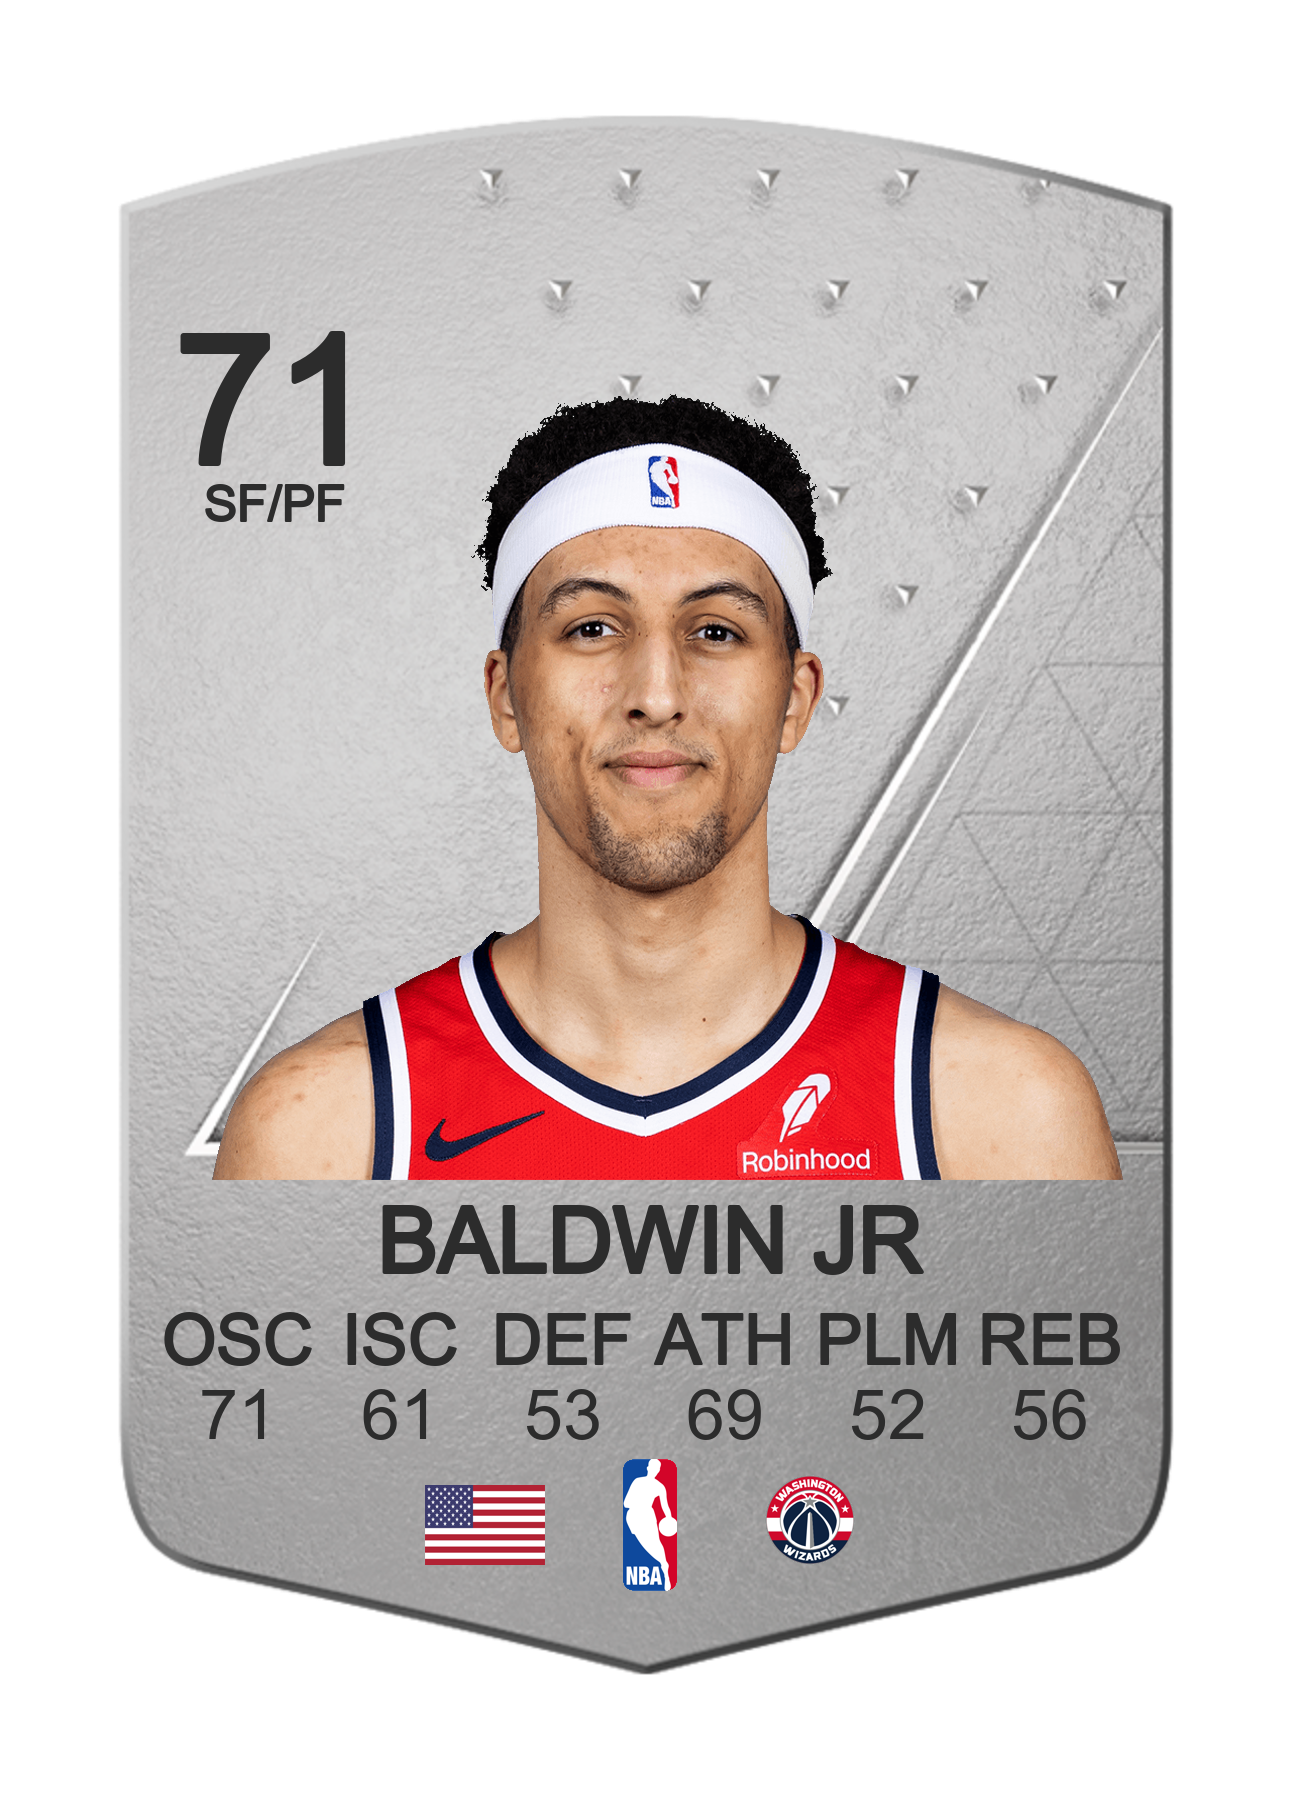 71
SF/PF
NBA
Robinhood
BALDWIN JR
OSC ISC DEF ATH PLM REB
71 61 53 69 52 56
NBA
WASHINGTON
WIZARDS